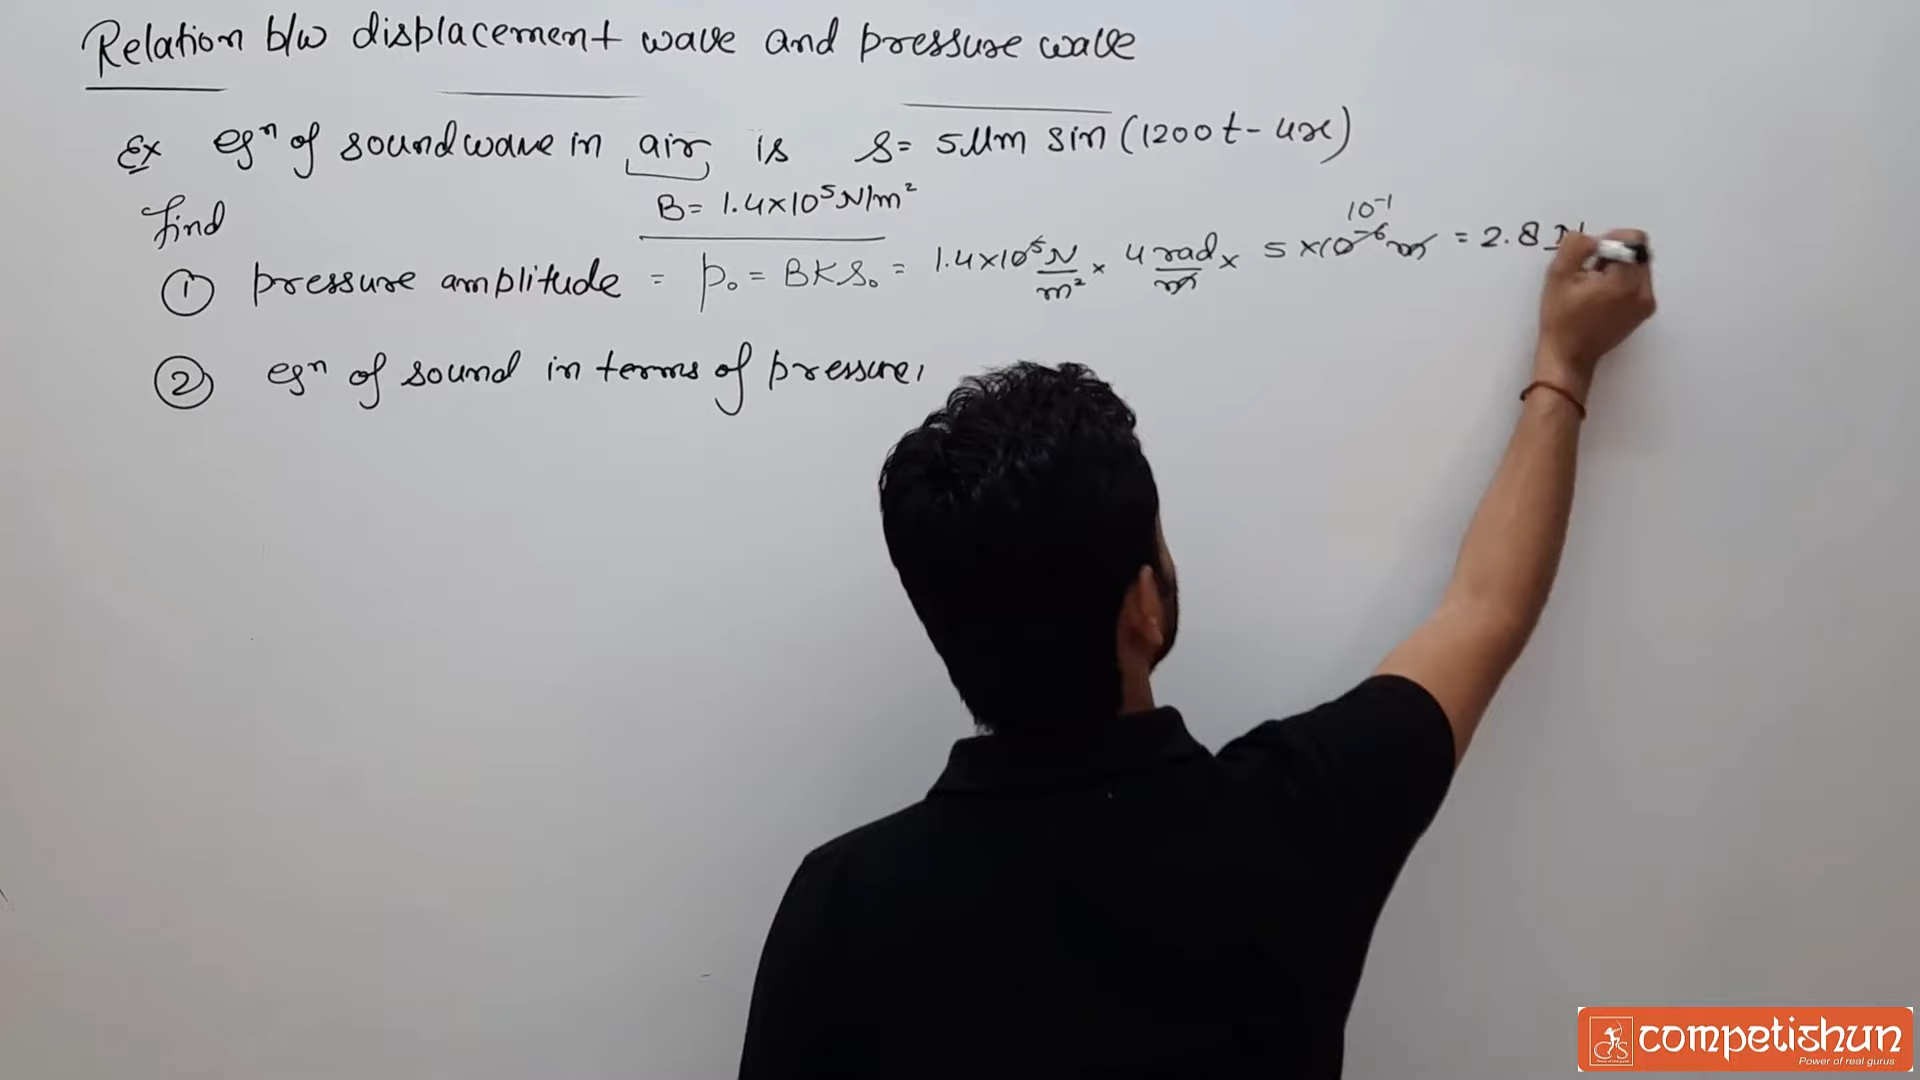 Relation b/w displacement wave and pressure wave
Ex eqⁿ of sound wave in air is s = 5μm sin (1200t - 4x)
find B = 1.4×10⁵ N/m²
① pressure amplitude = p₀ = BKS₀ = 1.4×10⁵ N/m² × 4 rad/m × 5×10⁻⁶ m 10⁻¹ = 2.8 N
② eqⁿ of sound in terms of pressure,
competishun
Power of real gurus